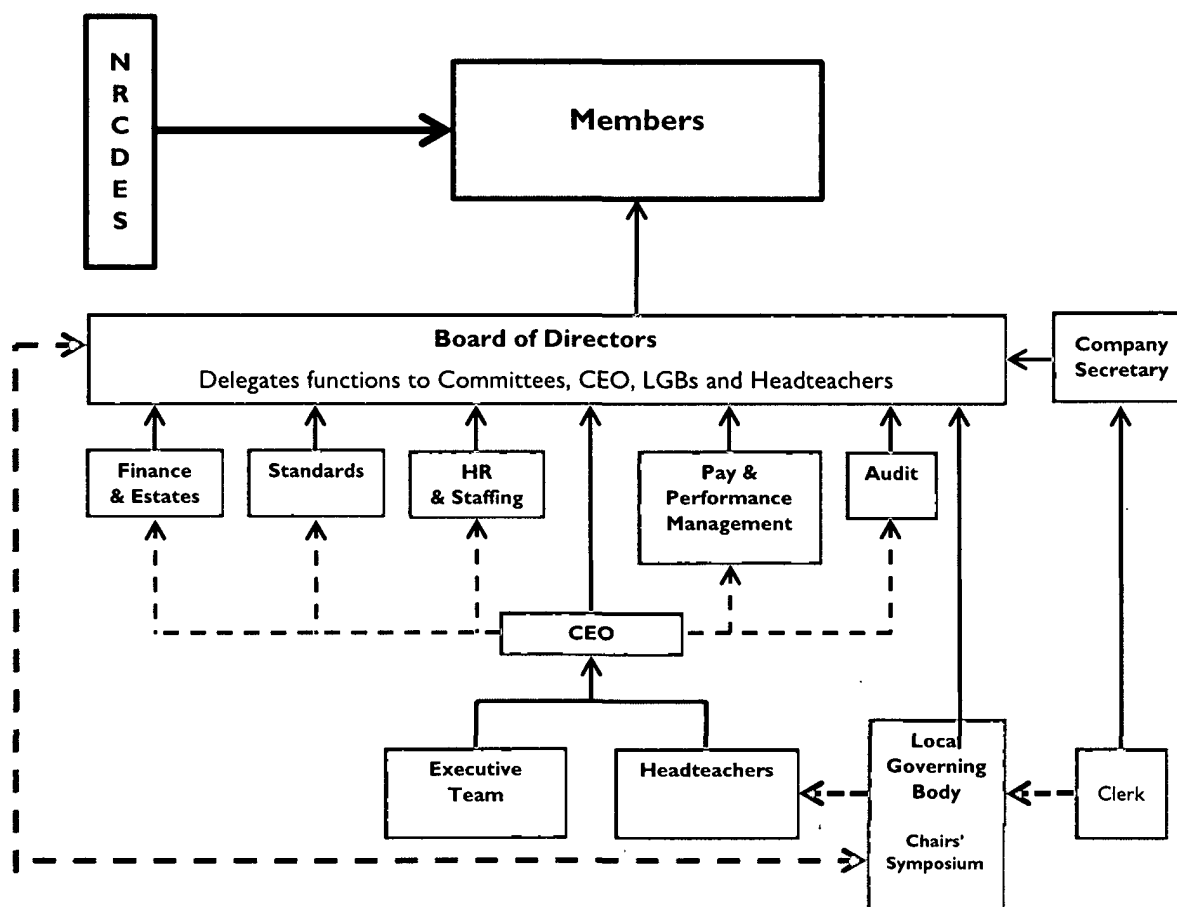 N
R
C
D
E
S
Members
Board of Directors
Delegates functions to Committees, CEO, LGBs and Headteachers
Company
Secretary
Finance
& Estates
Standards
HR
& Staffing
Pay &
Performance
Management
Audit
CEO
Executive
Team
Headteachers
Local
Governing
Body
Chairs'
Symposium
Clerk